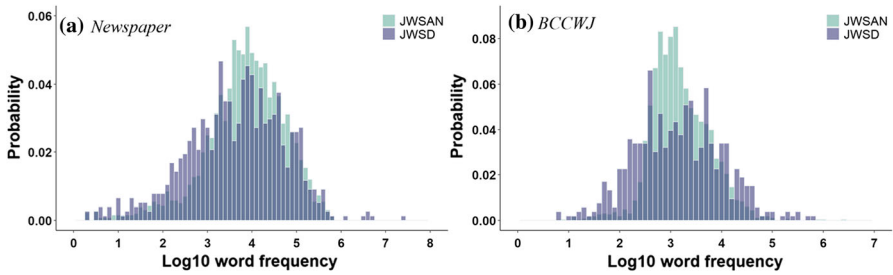 (a) Newspaper
JWSAN
JWSD
Probability
0.06
0.04
0.02
0.00
0 1 2 3 4 5 6 7 8
Log10 word frequency
(b) BCCWJ
JWSAN
JWSD
Probability
0.08
0.06
0.04
0.02
0.00
0 1 2 3 4 5 6 7
Log10 word frequency